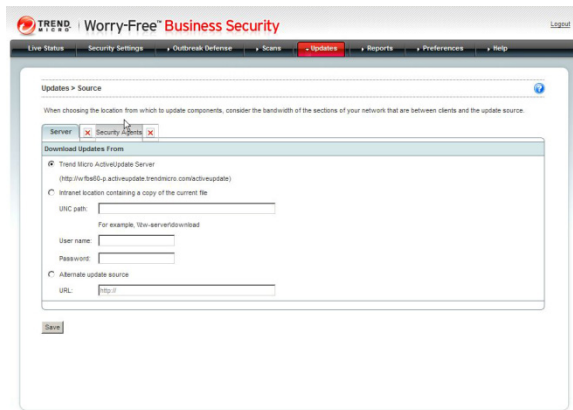 TREND MICRO Worry-Free™ Business Security
Logout
Live Status Security Settings Outbreak Defense Scans Updates Reports Preferences Help
Updates > Source
When choosing the location from which to update components, consider the bandwidth of the sections of your network that are between clients and the update source.
Server Security Agents
Download Updates From
Trend Micro ActiveUpdate Server
(http://wfbs60-p.activeupdate.trendmicro.com/activeupdate)
Intranet location containing a copy of the current file
UNC path:
For example,
User name:
Password:
Alternate update source
URL: http://
Save